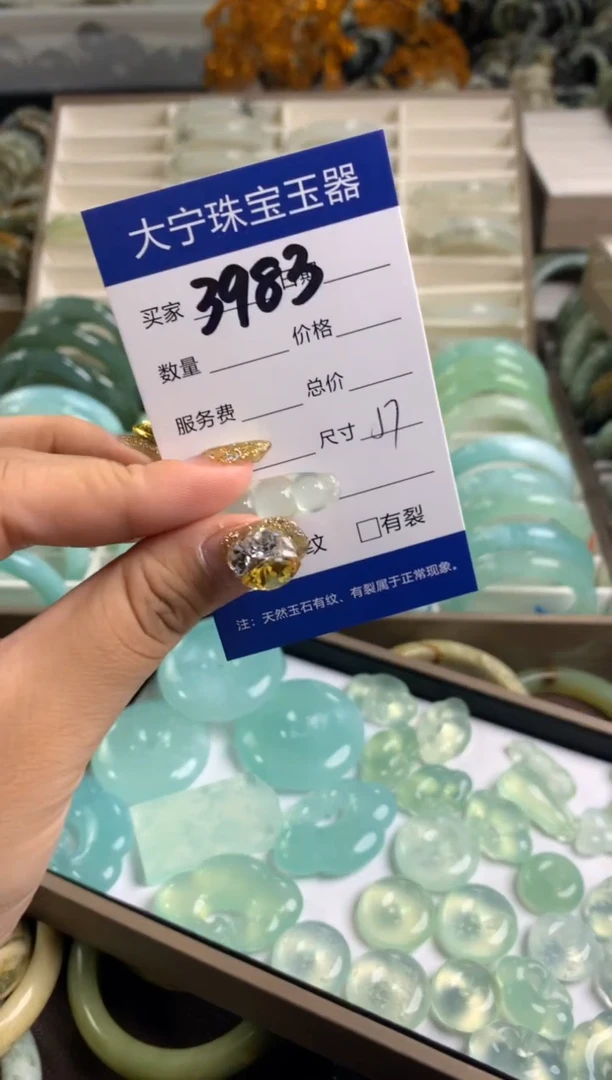 大宁珠宝玉器
买家 3983 日期
数量 价格
服务费 总价
尺寸 17
纹 □有裂
注：天然玉石有纹、有裂属于正常现象。